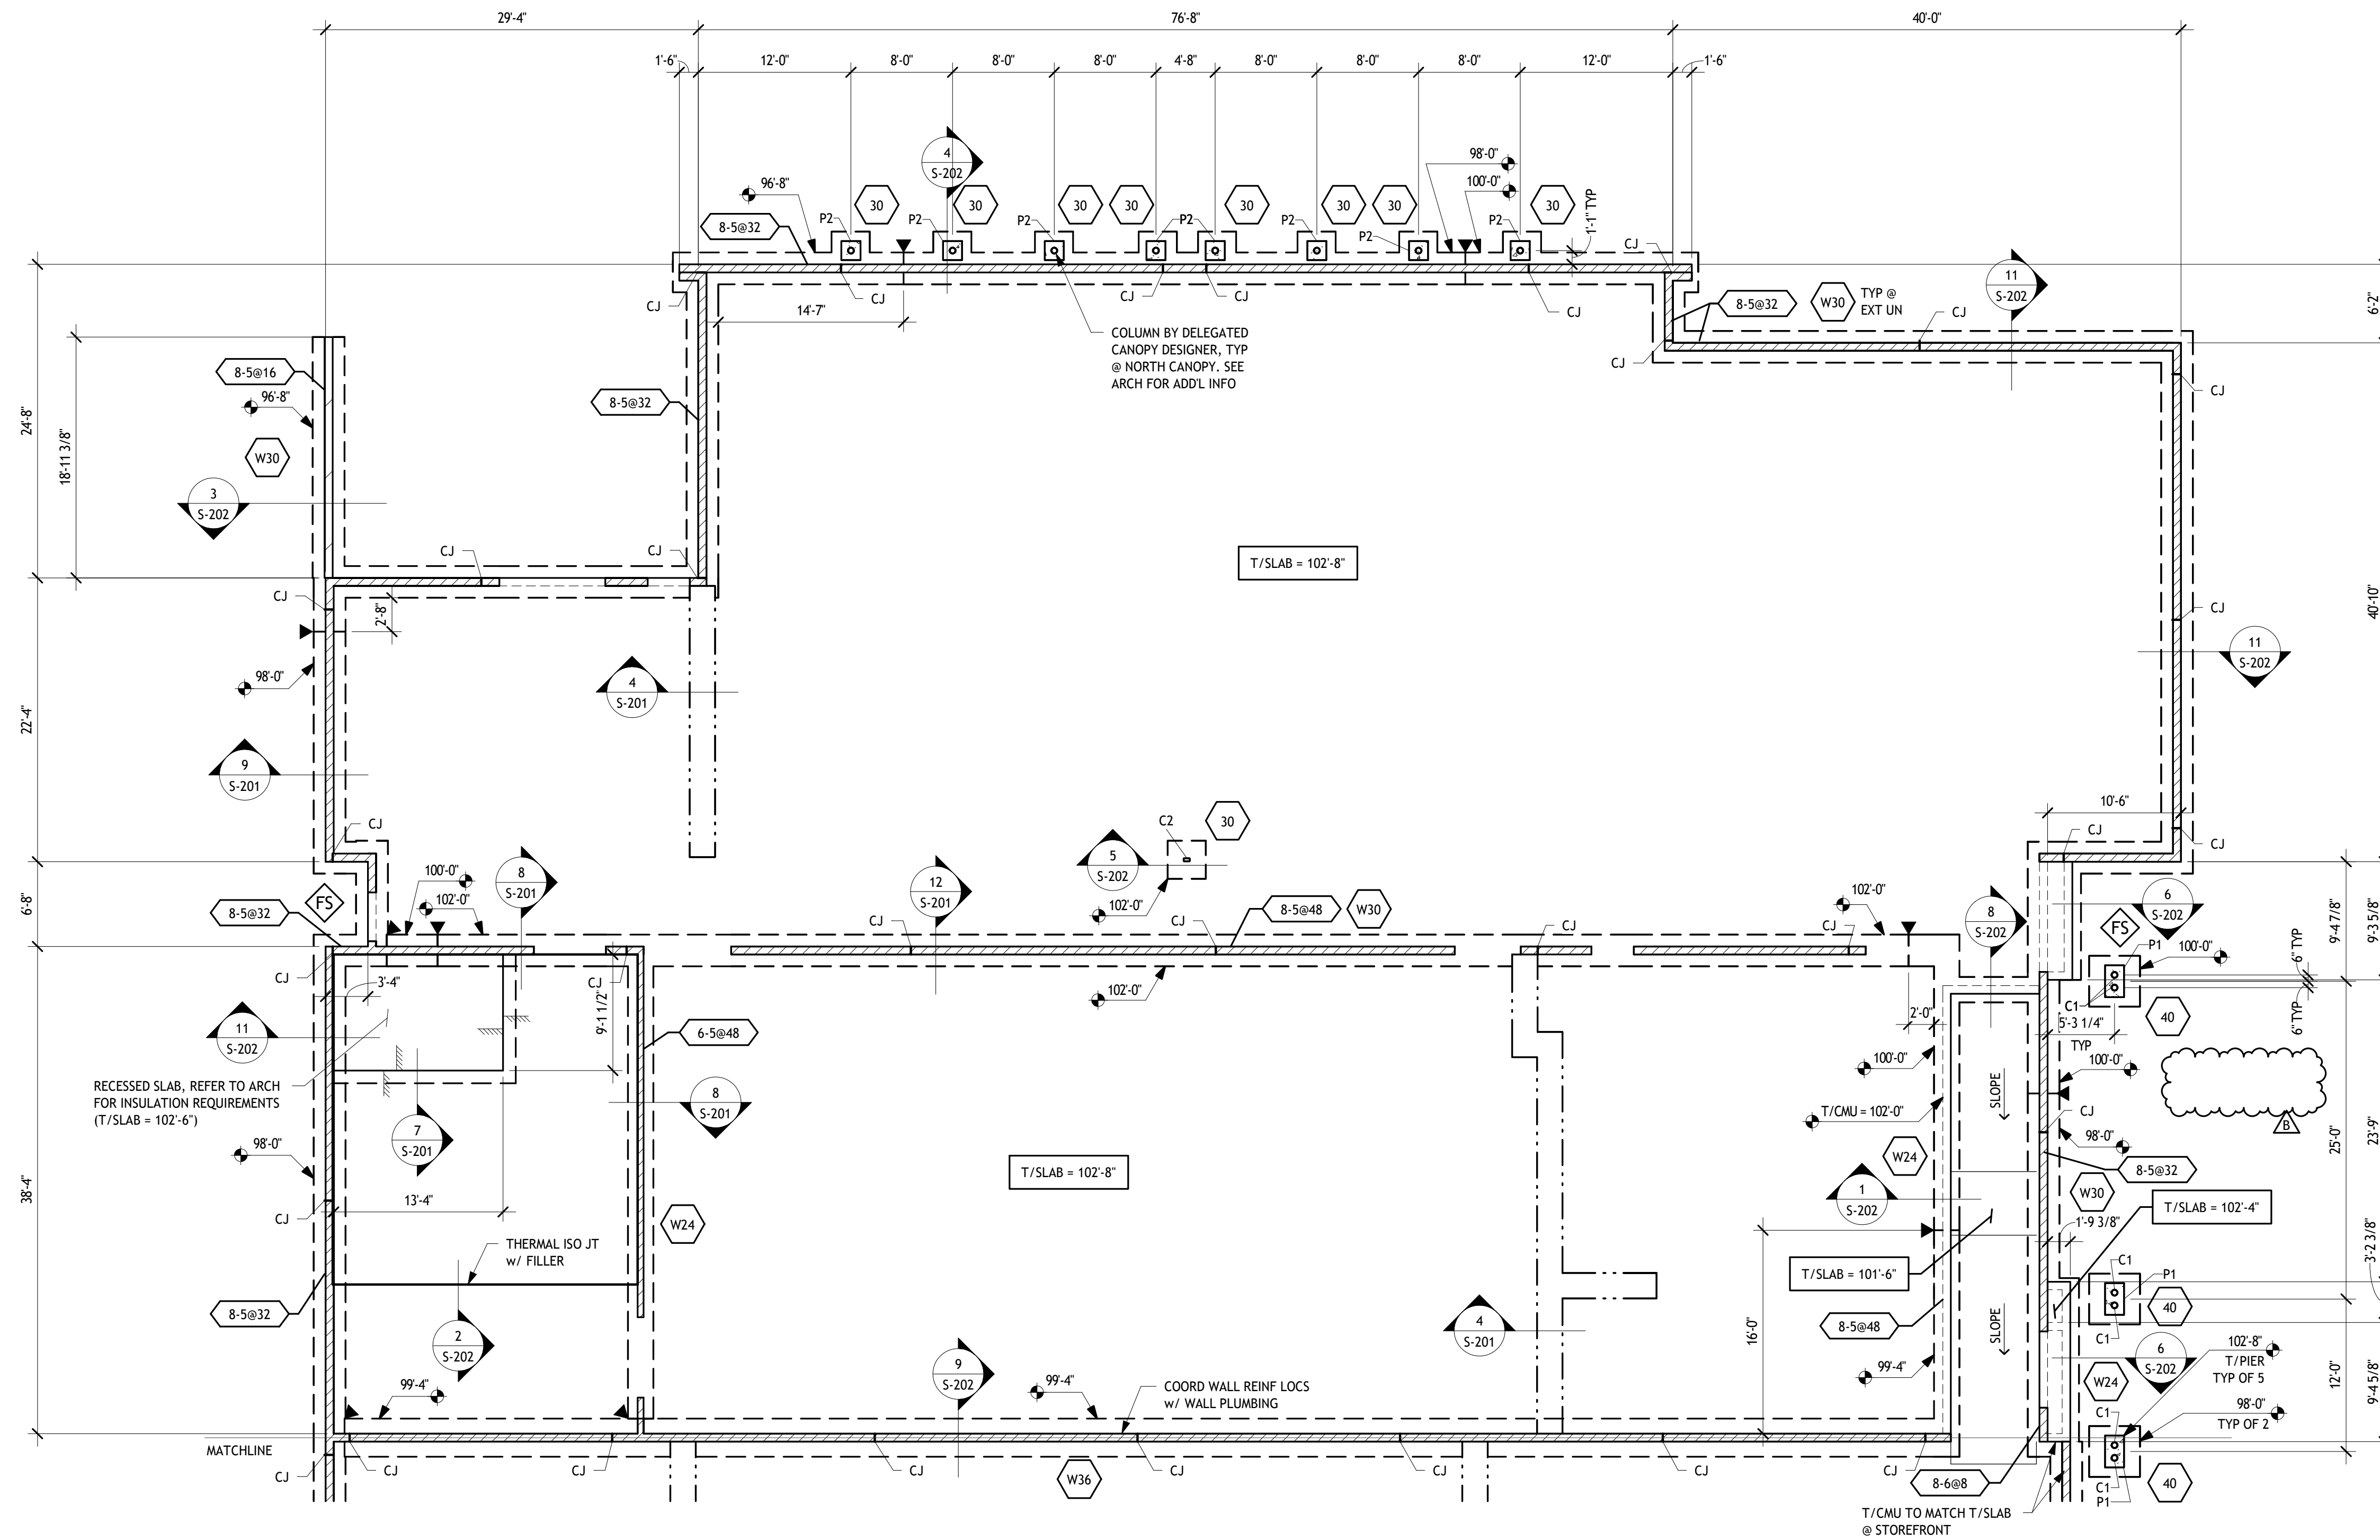 29'-4"
76'-8"
40'-0"
1'-6"
12'-0"
8'-0"
8'-0"
8'-0"
4'-8"
8'-0"
8'-0"
8'-0"
12'-0"
1'-6"
4
S-202
98'-0"
96'-8"
100'-0"
1'-1" TYP
30
30
30
30
30
30
30
30
P2
P2
P2
P2
P2
P2
P2
P2
8-5@32
CJ
11
S-202
CJ
CJ
CJ
CJ
CJ
14'-7"
8-5@32
W30
TYP @
EXT UN
CJ
6'-2"
COLUMN BY DELEGATED
CANOPY DESIGNER, TYP
@ NORTH CANOPY. SEE
ARCH FOR ADD'L INFO
CJ
8-5@16
96'-8"
8-5@32
CJ
24'-8"
18'-11 3/8"
W30
3
S-202
CJ
CJ
T/SLAB = 102'-8"
CJ
CJ
40'-10"
2'-8"
98'-0"
4
S-201
11
S-202
22'-4"
9
S-201
CJ
C2
30
10'-6"
CJ
CJ
5
S-202
100'-0"
8
S-201
12
S-201
102'-0"
6'-8"
FS
8-5@32
102'-0"
CJ
CJ
8-5@48
W30
102'-0"
CJ
CJ
8
S-202
6
S-202
FS
9'-4 7/8"
9'-3 5/8"
P1
100'-0"
6" TYP
CJ
3'-4"
CJ
9'-1 1/2"
102'-0"
C1
2'-0"
5'-3 1/4"
TYP
40
6" TYP
11
S-202
6-5@48
100'-0"
100'-0"
SLOPE
RECESSED SLAB, REFER TO ARCH
FOR INSULATION REQUIREMENTS
(T/SLAB = 102'-6")
8
S-201
T/CMU = 102'-0"
CJ
B
7
S-201
98'-0"
98'-0"
25'-0"
23'-9"
38'-4"
W24
T/SLAB = 102'-8"
8-5@32
13'-4"
1
S-202
W30
T/SLAB = 102'-4"
CJ
W24
1'-9 3/8"
THERMAL ISO JT
w/ FILLER
T/SLAB = 101'-6"
C1
P1
3'-2 3/8"
8-5@32
40
2
S-202
4
S-201
16'-0"
8-5@48
SLOPE
C1
6
S-202
102'-8"
T/PIER
TYP OF 5
99'-4"
9
S-202
99'-4"
COORD WALL REINF LOCS
w/ WALL PLUMBING
99'-4"
W24
12'-0"
9'-4 5/8"
C1
98'-0"
TYP OF 2
MATCHLINE
CJ
CJ
CJ
CJ
CJ
CJ
CJ
CJ
W36
8-6@8
C1
P1
40
T/CMU TO MATCH T/SLAB
@ STOREFRONT